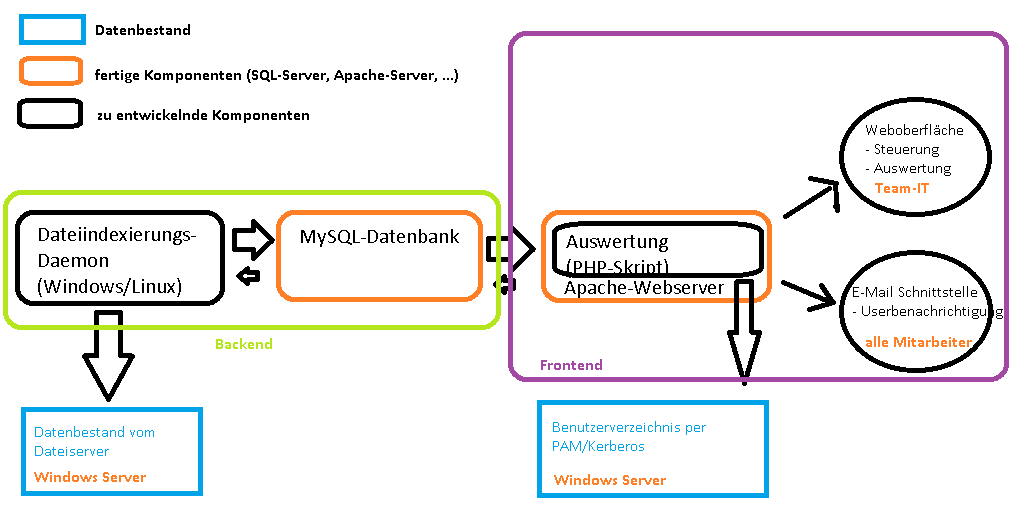 Datenbestand
fertige Komponenten (SQL-Server, Apache-Server, ...)
zu entwickelnde Komponenten
Dateiindexierungs-
Daemon
(Windows/Linux)
MySQL-Datenbank
Backend
Auswertung
(PHP-Skript)
Apache-Webserver
Frontend
Weboberfläche
- Steuerung
- Auswertung
Team-IT
E-Mail Schnittstelle
- Userbenachrichtigung
alle Mitarbeiter
Datenbestand vom
Dateiserver
Windows Server
Benutzerverzeichnis per
PAM/Kerberos
Windows Server